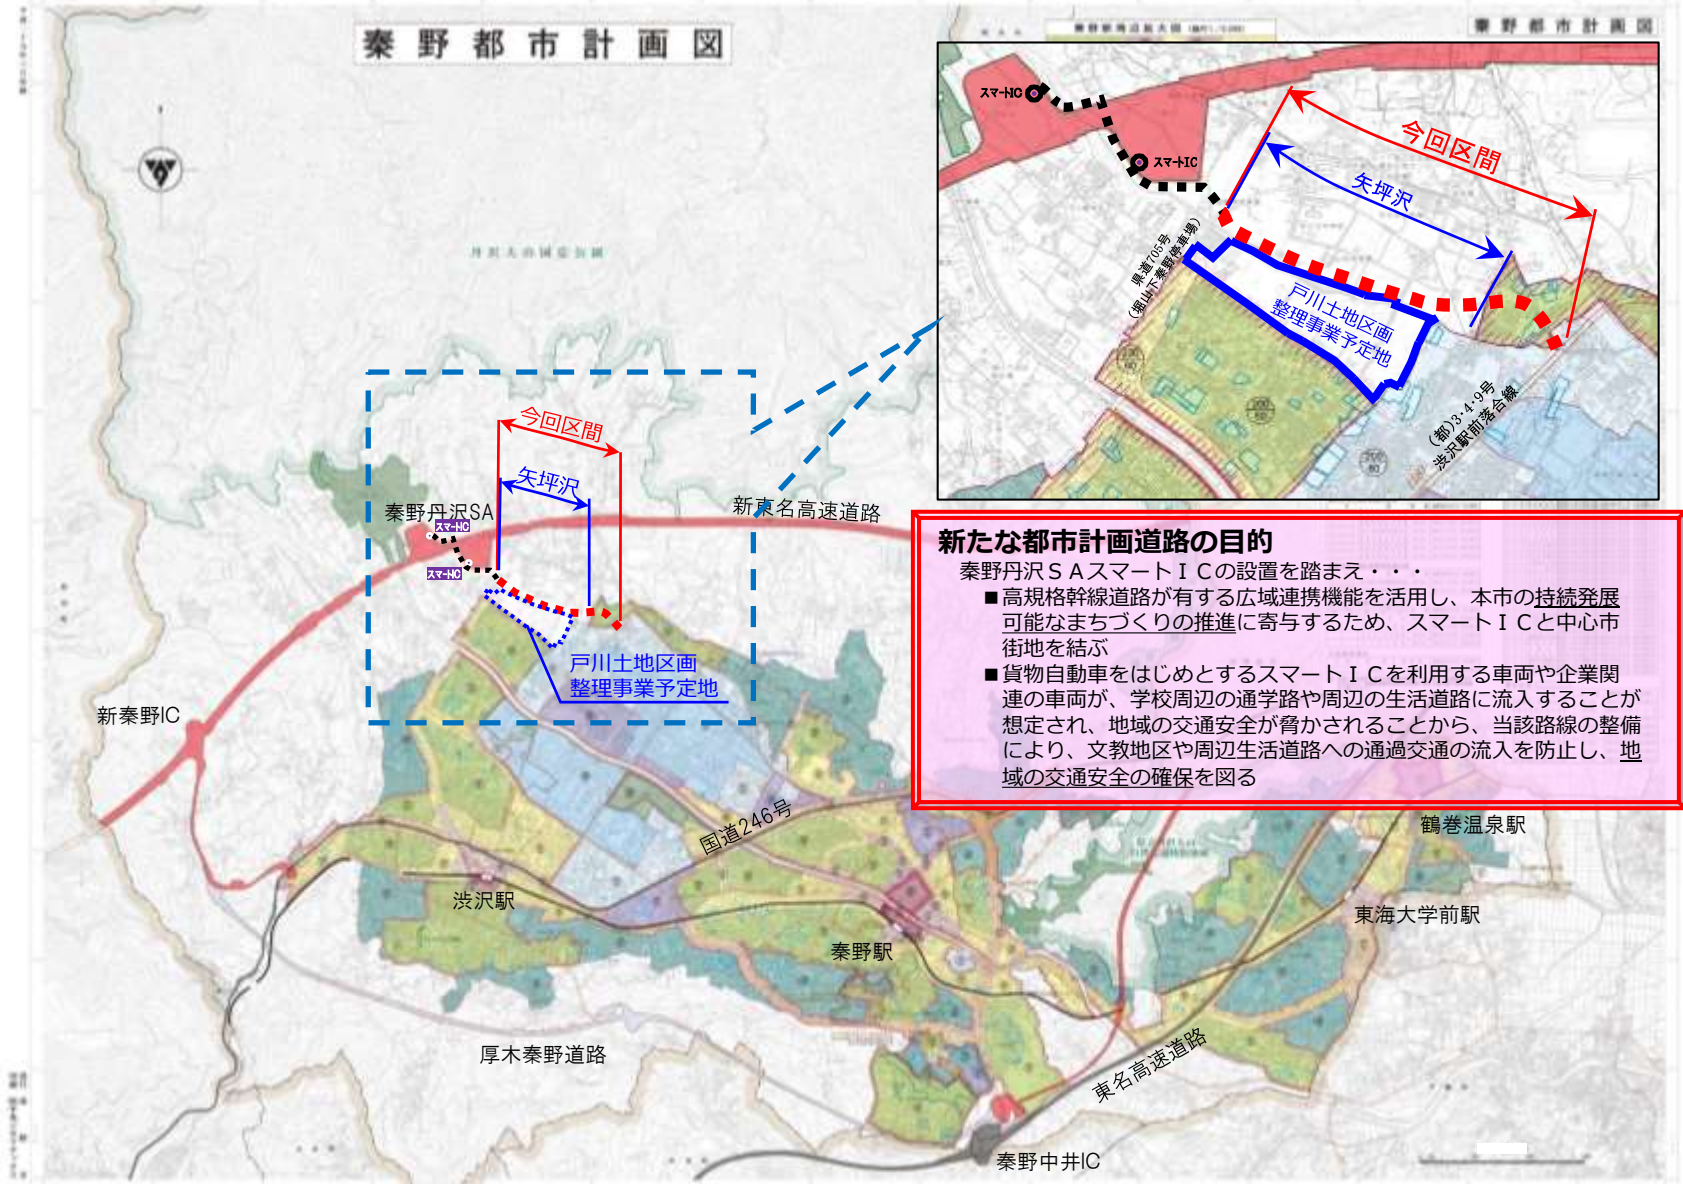 秦野都市計画図
秦野都市計画図
スマートIC
スマートIC
今回区間
矢坪沢
県道705号
(堀山下秦野停車場)
戸川土地区画
整理事業予定地
(都)3・4・9号
渋沢駅前落合線
200
60
200
60
丹沢大山国定公園
今回区間
矢坪沢
秦野丹沢SA
スマートIC
スマートIC
新東名高速道路
戸川土地区画
整理事業予定地
新秦野IC
新たな都市計画道路の目的
秦野丹沢SAスマートICの設置を踏まえ・・・
■高規格幹線道路が有する広域連携機能を活用し、本市の持続発展
可能なまちづくりの推進に寄与するため、スマートICと中心市
街地を結ぶ
■貨物自動車をはじめとするスマートICを利用する車両や企業関
連の車両が、学校周辺の通学路や周辺の生活道路に流入することが
想定され、地域の交通安全が脅かされることから、当該路線の整備
により、文教地区や周辺生活道路への通過交通の流入を防止し、地
域の交通安全の確保を図る
国道246号
鶴巻温泉駅
渋沢駅
東海大学前駅
秦野駅
厚木秦野道路
東名高速道路
秦野中井IC